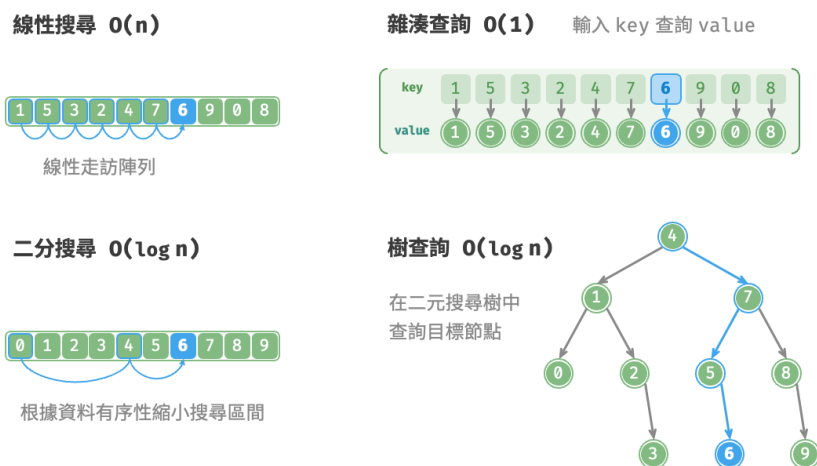 線性搜尋 O(n)
1 5 3 2 4 7 6 9 0 8
線性走訪陣列
雜湊查詢 O(1) 輸入 key 查詢 value
key 1 5 3 2 4 7 6 9 0 8
value 1 5 3 2 4 7 6 9 0 8
二分搜尋 O(log n)
0 1 2 3 4 5 6 7 8 9
根據資料有序性縮小搜尋區間
樹查詢 O(log n)
在二元搜尋樹中
查詢目標節點
4
1 7
0 2 5 8
3 6 9